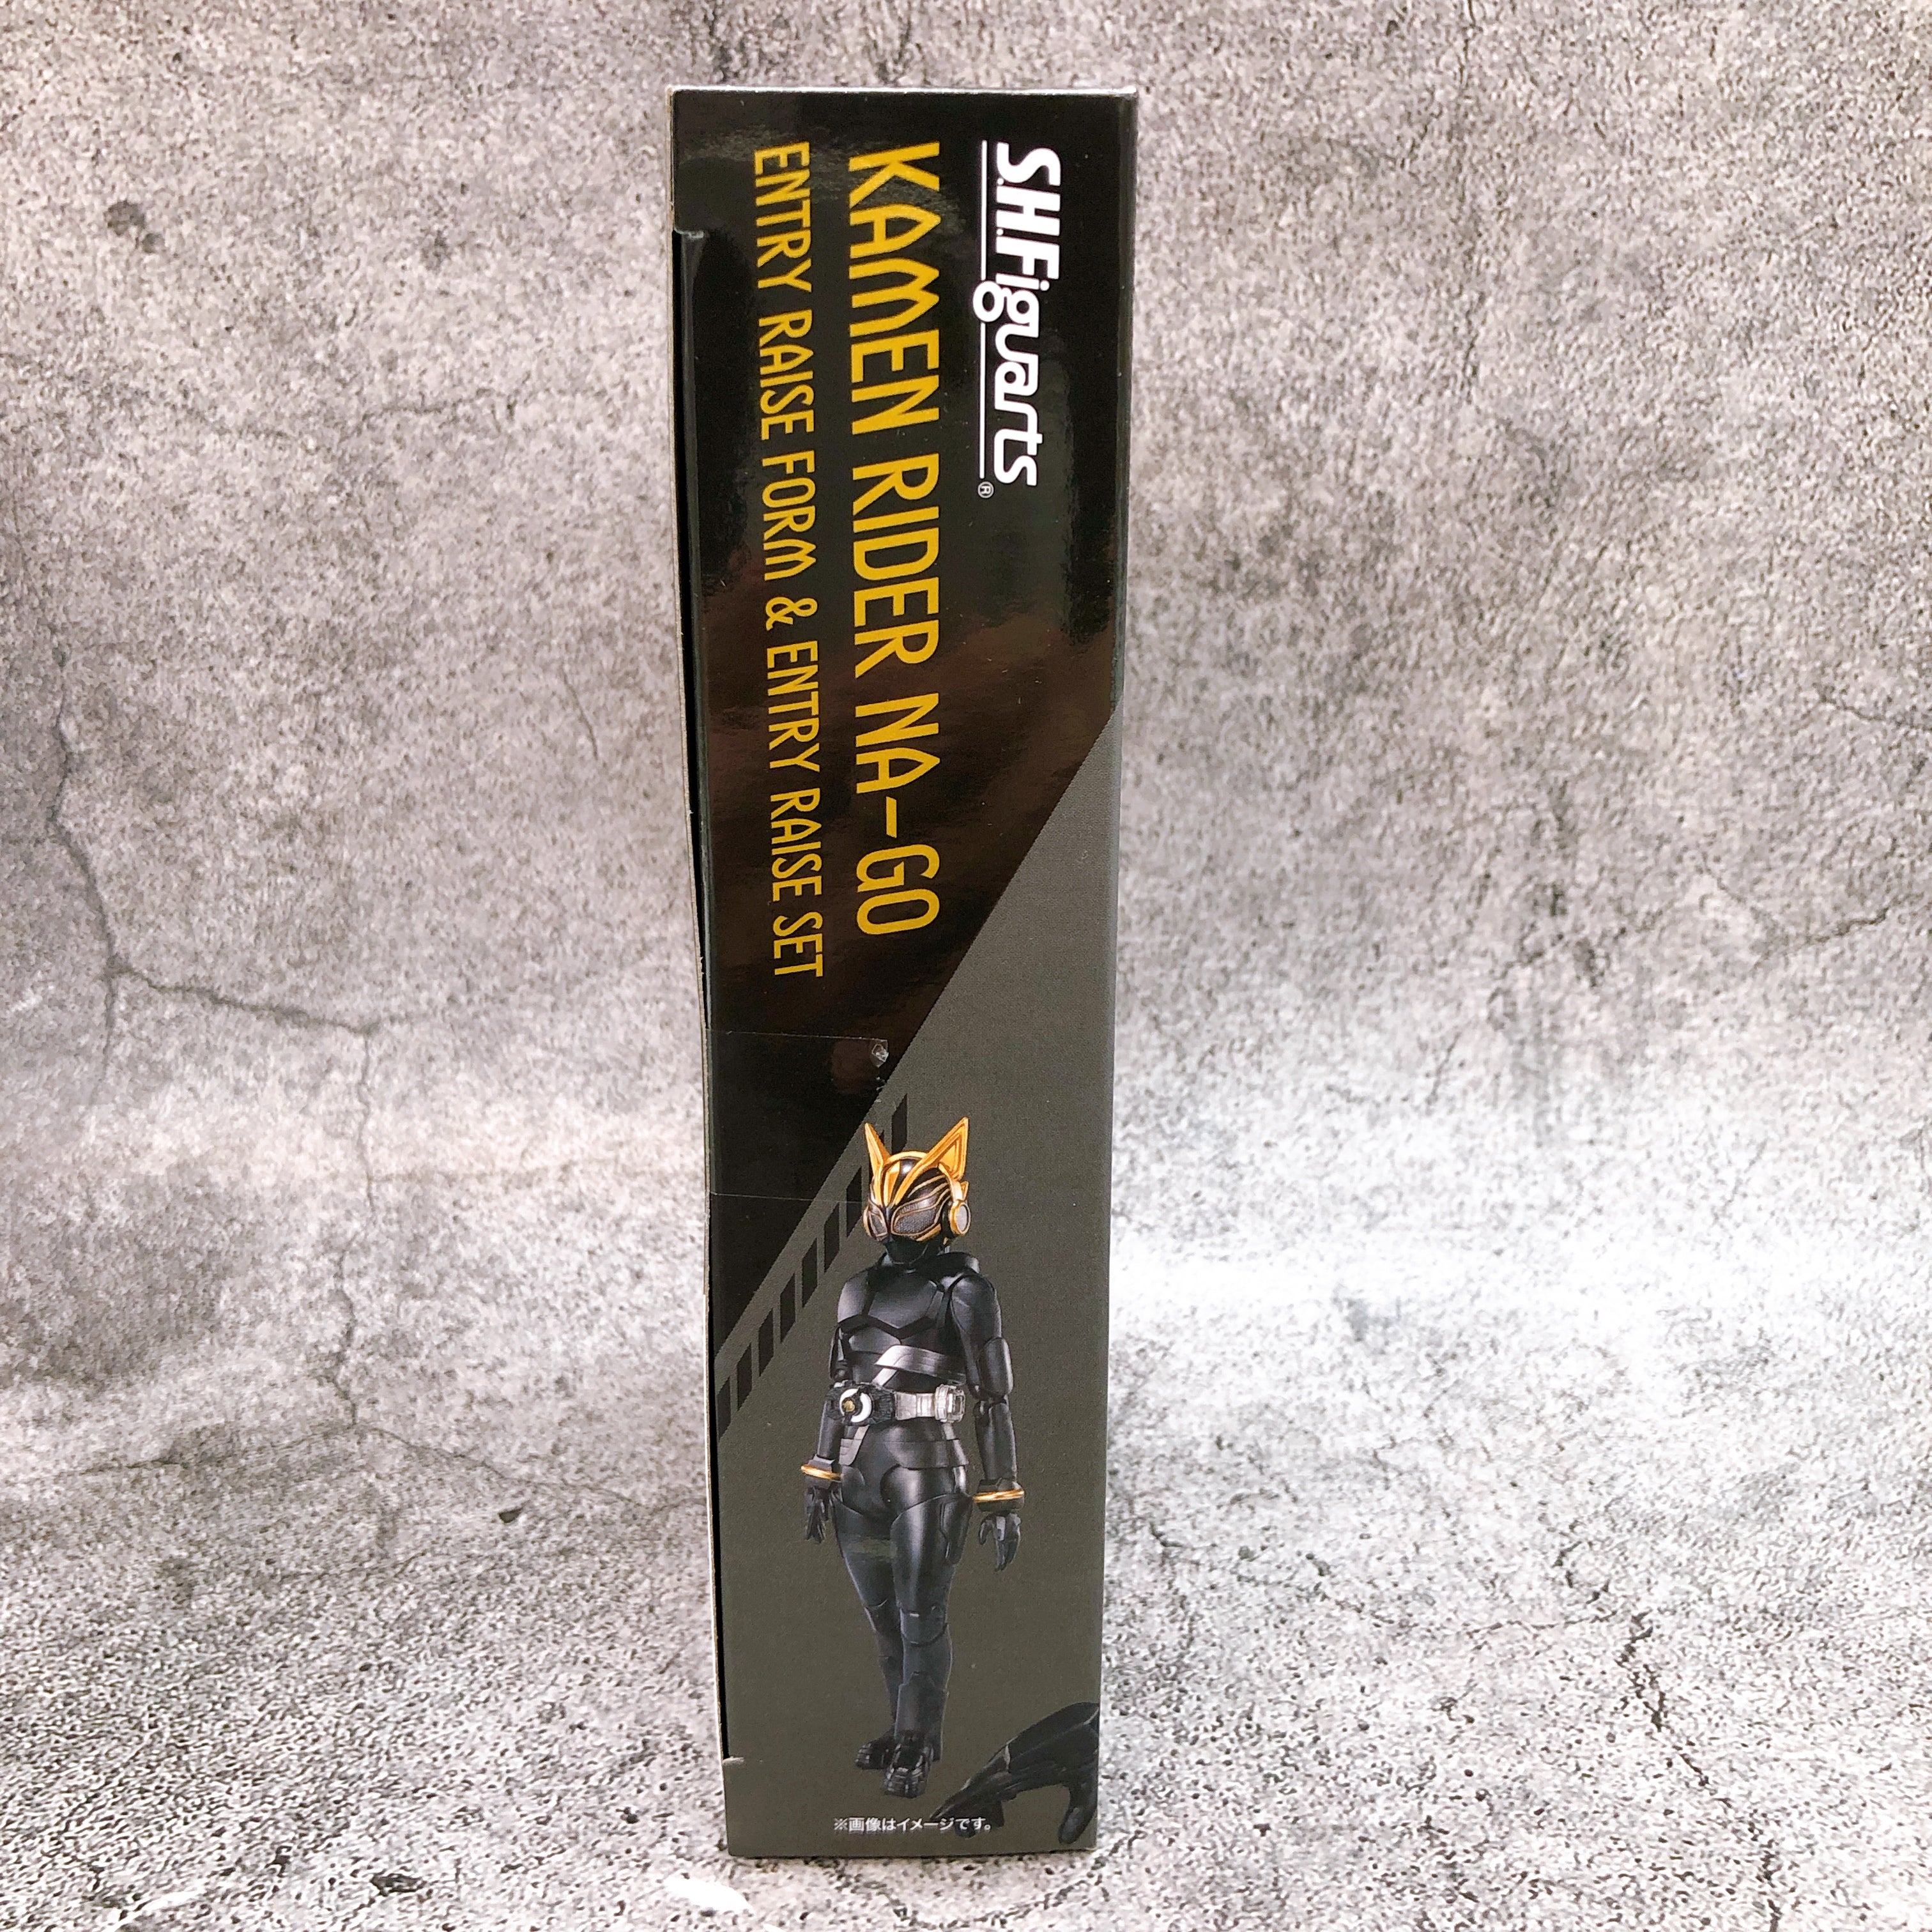 S.H.Figuarts®
KAMEN RIDER NA-GO
ENTRY RAISE FORM & ENTRY RAISE SET
※画像はイメージです。